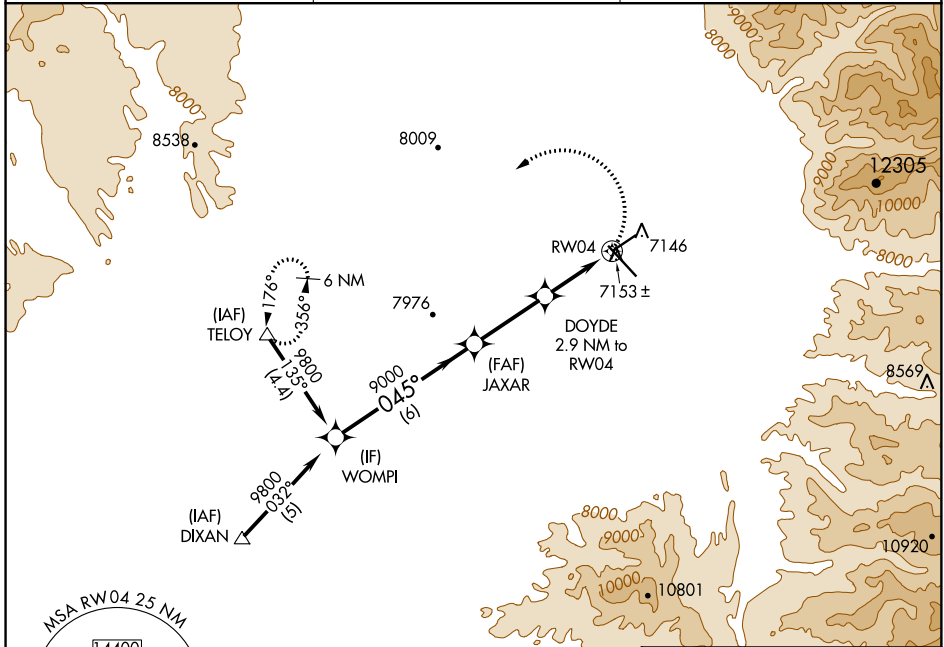 9000
8000
8000
8538
8009
12305
9000
10000
8000
RW04
7146
7153 ±
6 NM
176°
356°
(IAF)
TELOY
7976
DOYDE
2.9 NM to
RW04
9800
135°
(4.4)
(FAF)
JAXAR
8569
9000
045°
(6)
(IF)
WOMPI
9800
032°
(5)
(IAF)
DIXAN
8000
9000
10000
10801
10920
MSA RW04 25 NM
14400